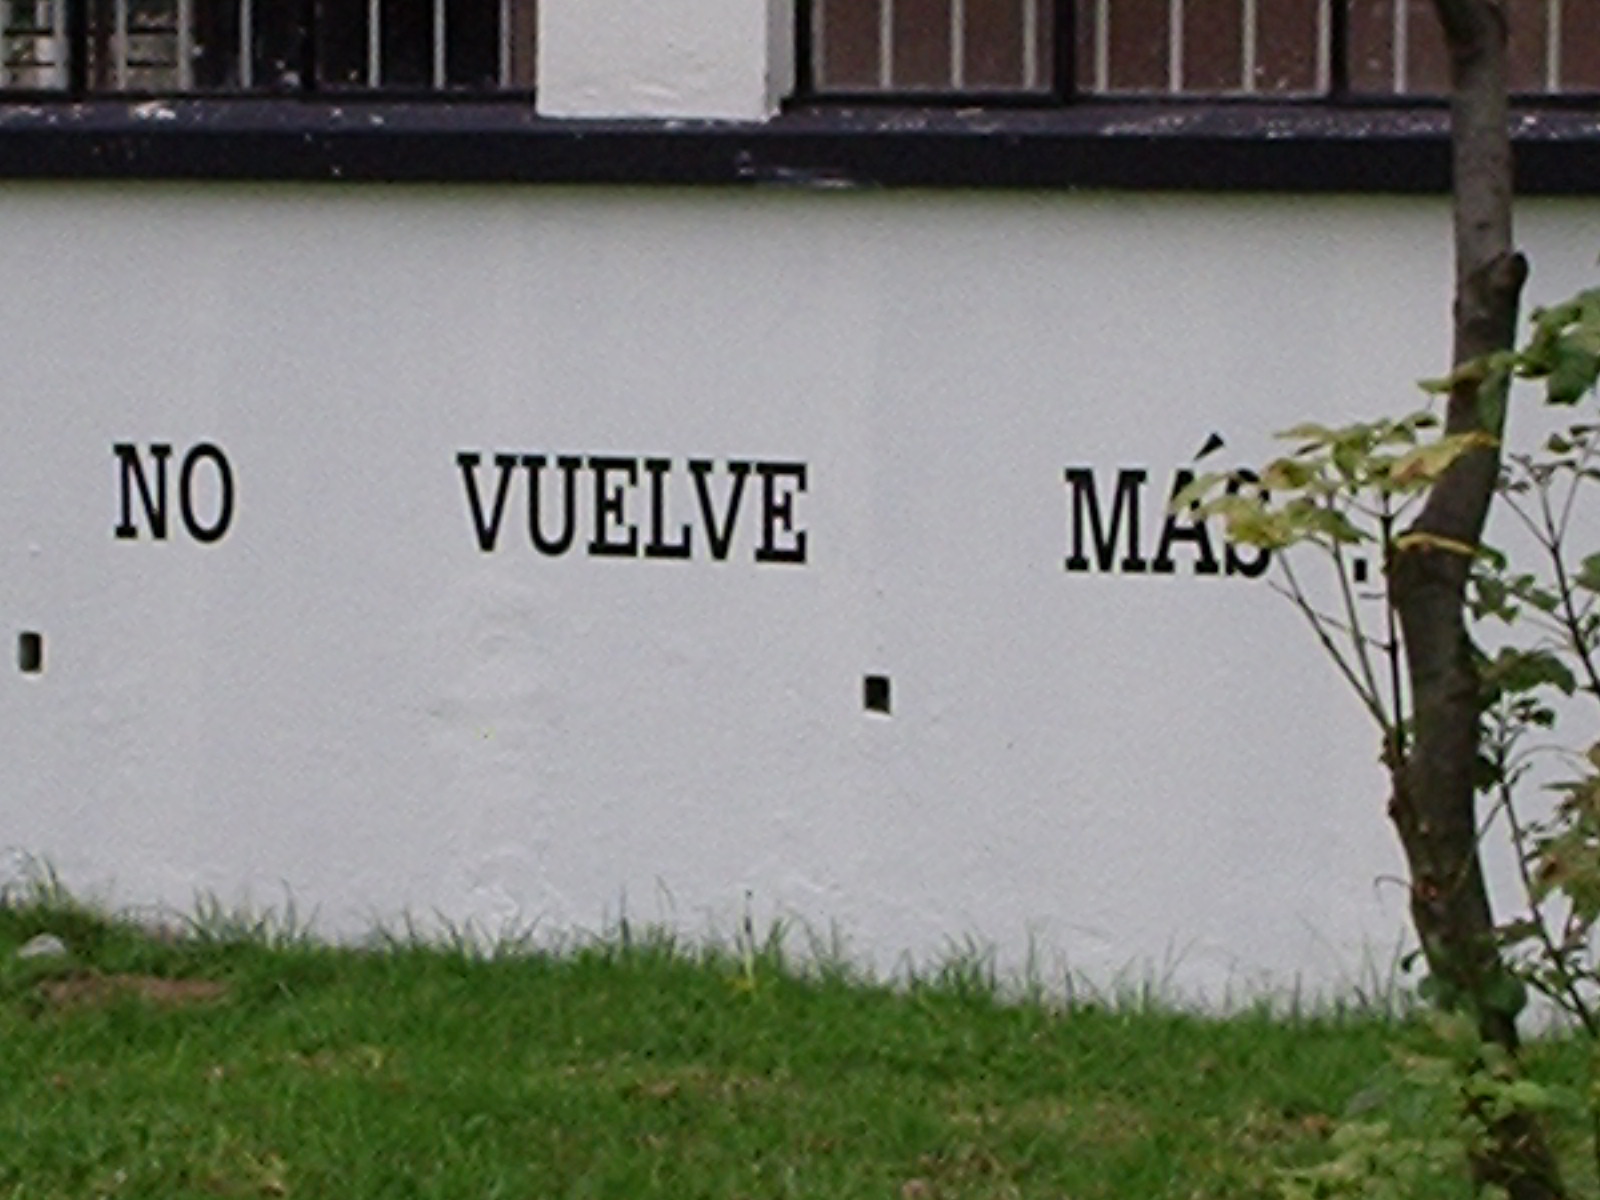 NO VUELVE MÁS .